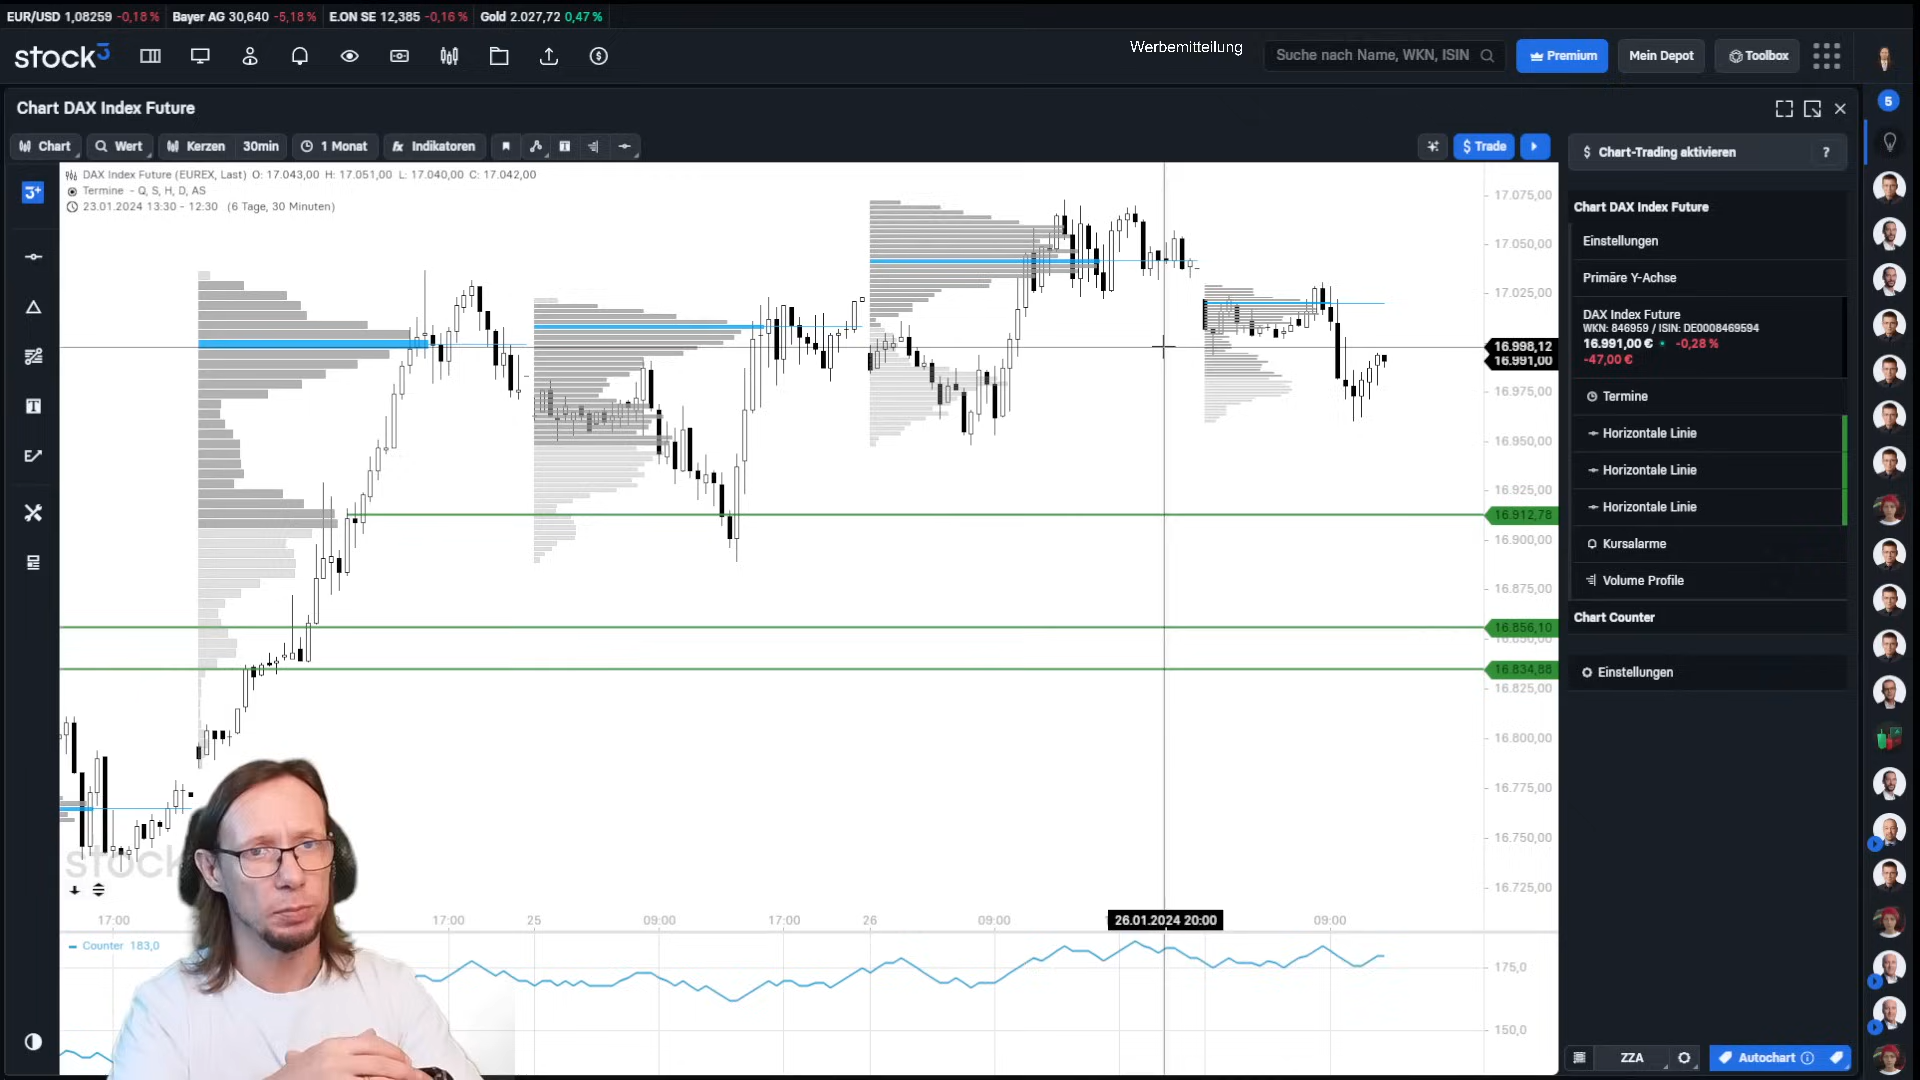 EUR/USD 1,08259 -0,18 % Bayer AG 30,640 -5,18 % E.ON SE 12,385 -0,16 % Gold 2.027,72 0,47 %
stock3
Werbemitteilung
Suche nach Name, WKN, ISIN
Premium
Mein Depot
Toolbox
Chart DAX Index Future
5
Chart
Wert
Kerzen
30min
1 Monat
fx Indikatoren
$ Trade
$ Chart-Trading aktivieren ?
3+
DAX Index Future (EUREX, Last) O: 17.043,00 H: 17.051,00 L: 17.040,00 C: 17.042,00
Termine - Q, S, H, D, AS
23.01.2024 13:30 - 12:30 (6 Tage, 30 Minuten)
17.075,00
17.050,00
17.025,00
16.998,12
16.991,00
16.975,00
16.950,00
16.925,00
16.912,78
16.900,00
16.875,00
16.856,10
16.850,00
16.834,88
16.825,00
16.800,00
16.775,00
16.750,00
16.725,00
Chart DAX Index Future
Einstellungen
Primäre Y-Achse
DAX Index Future
WKN: 846959 / ISIN: DE0008469594
16.991,00 € -0,28 %
-47,00 €
Termine
Horizontale Linie
Horizontale Linie
Horizontale Linie
Kursalarme
Volume Profile
Chart Counter
Einstellungen
stock
17:00
17:00
25
09:00
17:00
26
09:00
26.01.2024 20:00
09:00
Counter 183,0
175,0
150,0
ZZA
Autochart